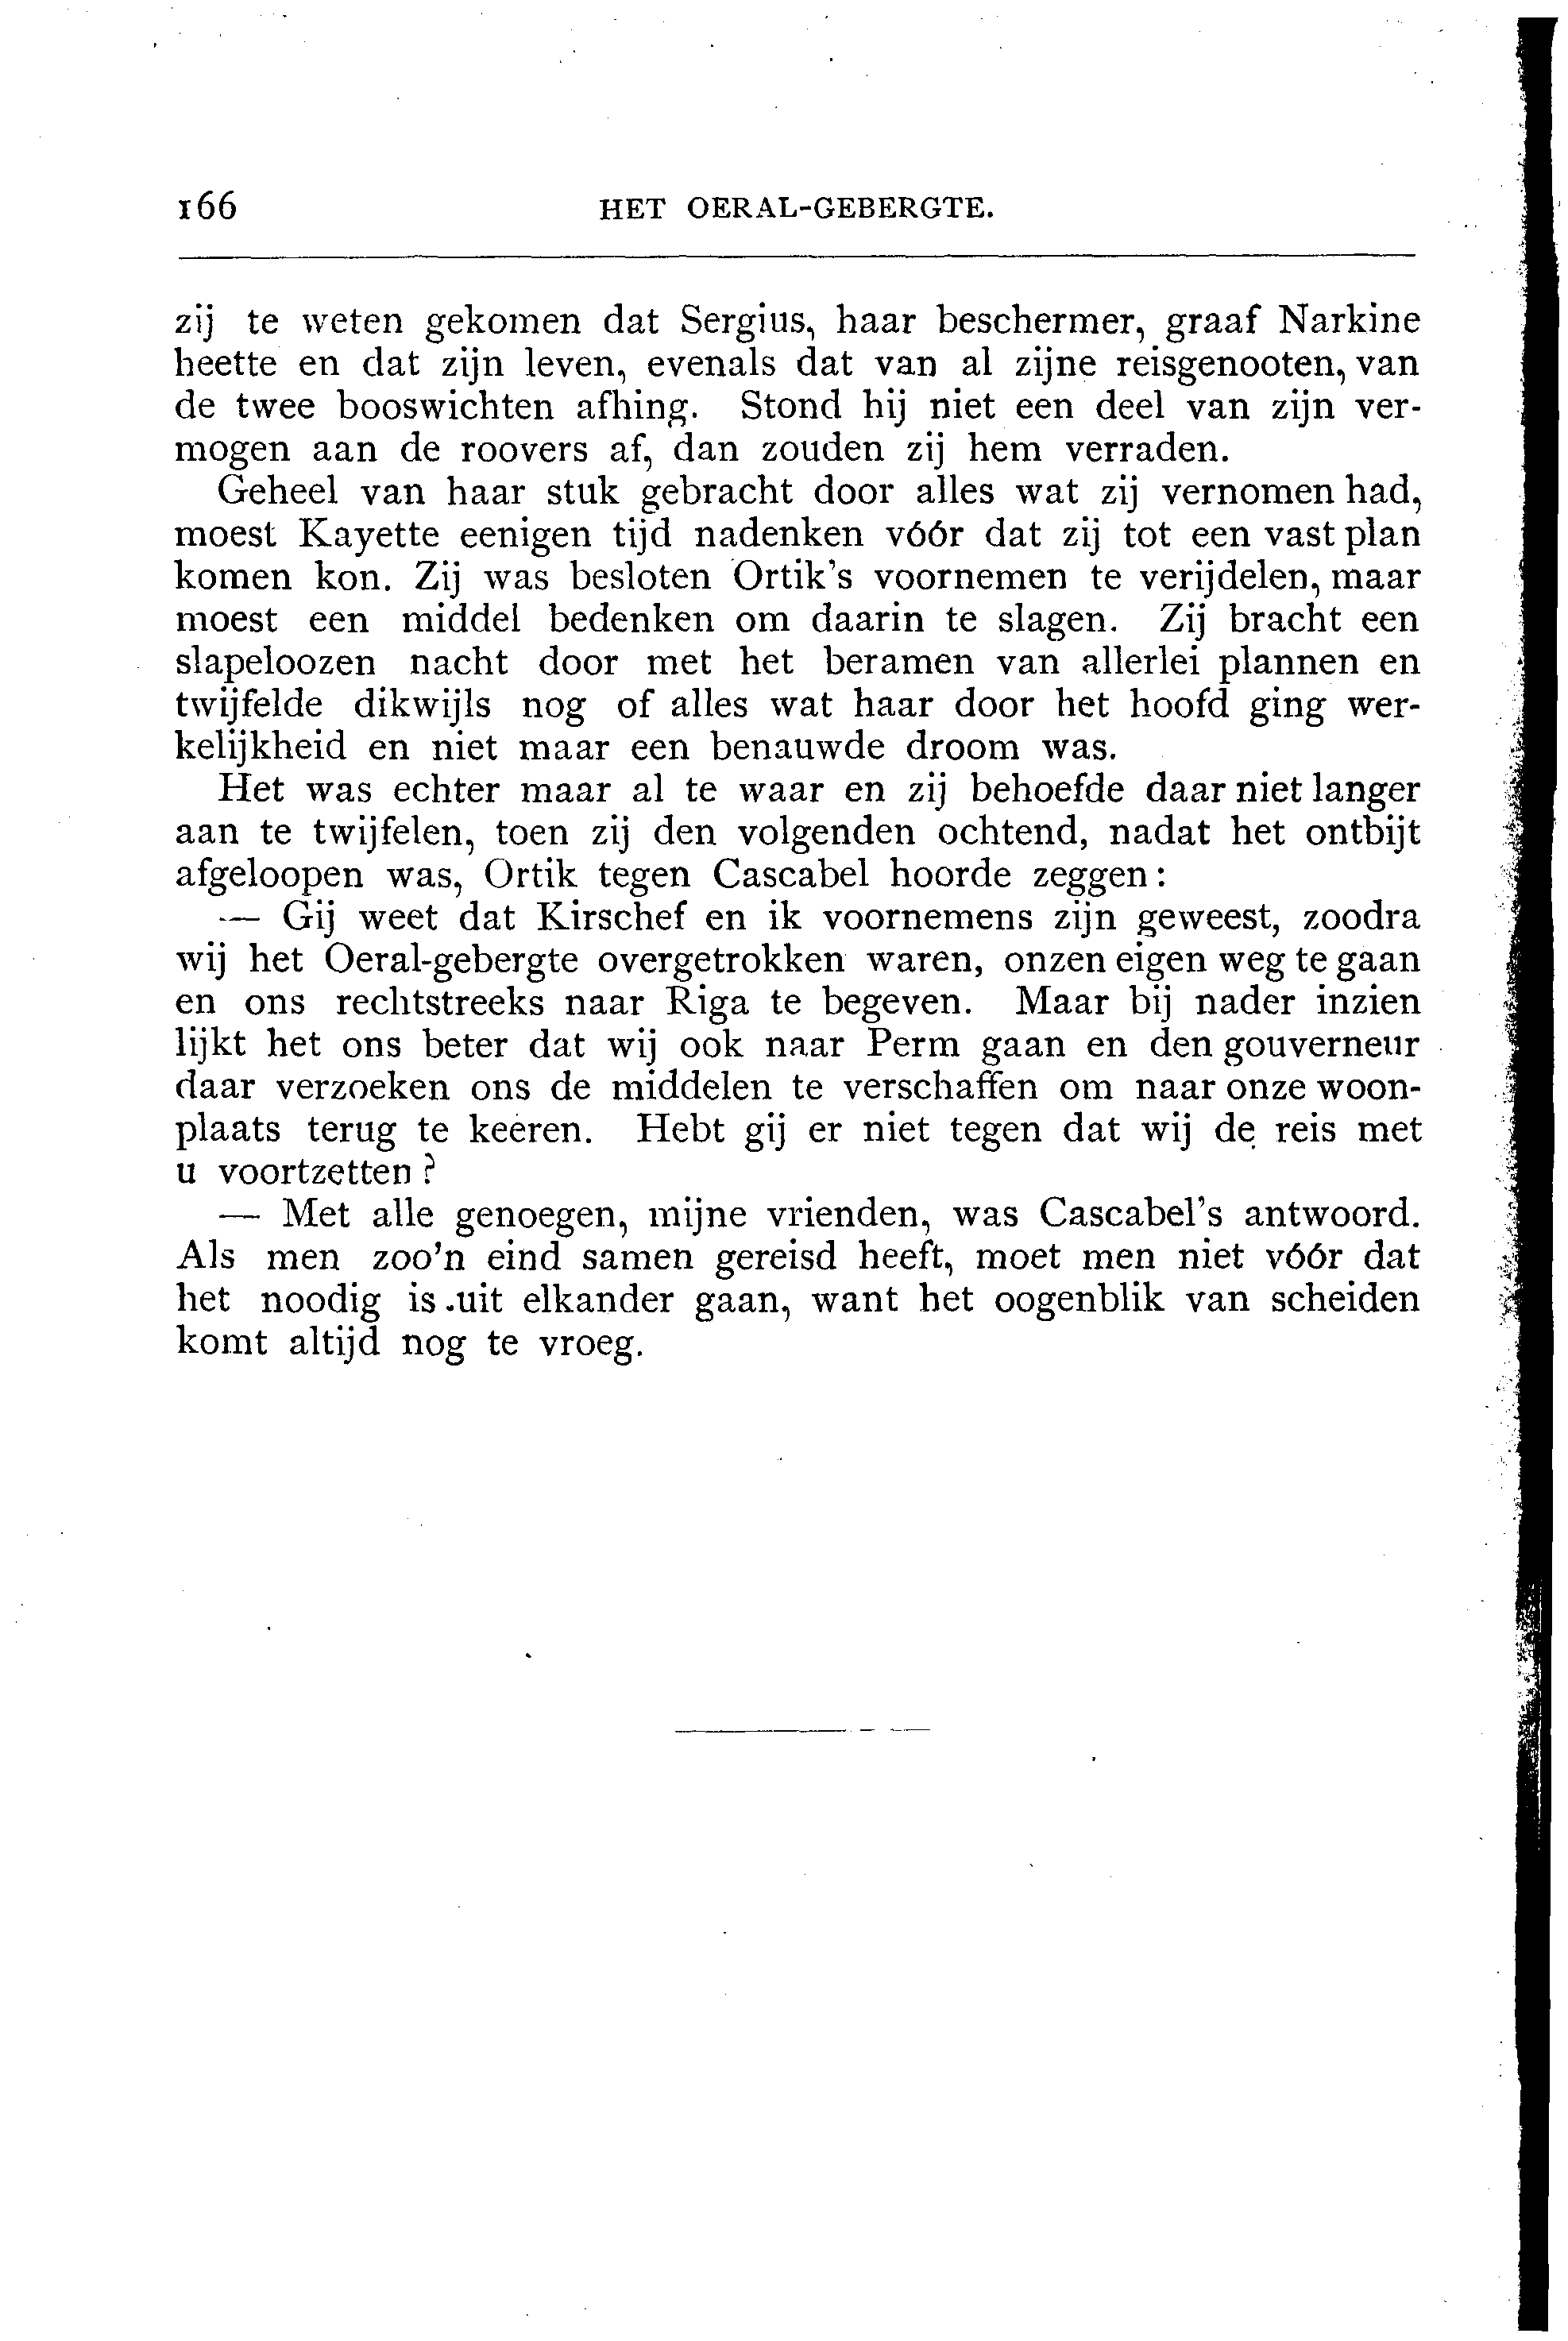 166 HET OERAL-GEBERGTE.
zij te weten gekomen dat Sergius, haar beschermer, graaf Narkine
heette en dat zijn leven, evenals dat van al zijne reisgenooten, van
de twee booswichten afhing. Stond hij niet een deel van zijn ver-
mogen aan de roovers af, dan zouden zij hem verraden.
Geheel van haar stuk gebracht door alles wat zij vernomen had,
moest Kayette eenigen tijd nadenken vóór dat zij tot een vast plan
komen kon. Zij was besloten Ortik's voornemen te verijdelen, maar
moest een middel bedenken om daarin te slagen. Zij bracht een
slapeloozen nacht door met het beramen van allerlei plannen en
twijfelde dikwijls nog of alles wat haar door het hoofd ging wer-
kelijkheid en niet maar een benauwde droom was.
Het was echter maar al te waar en zij behoefde daar niet langer
aan te twijfelen, toen zij den volgenden ochtend, nadat het ontbijt
afgeloopen was, Ortik tegen Cascabel hoorde zeggen:
— Gij weet dat Kirschef en ik voornemens zijn geweest, zoodra
wij het Oeral-gebergte overgetrokken waren, onzen eigen weg te gaan
en ons rechtstreeks naar Riga te begeven. Maar bij nader inzien
lijkt het ons beter dat wij ook naar Perm gaan en den gouverneur
daar verzoeken ons de middelen te verschaffen om naar onze woon-
plaats terug te keeren. Hebt gij er niet tegen dat wij de reis met
u voortzetten?
— Met alle genoegen, mijne vrienden, was Cascabel's antwoord.
Als men zoo'n eind samen gereisd heeft, moet men niet vóór dat
het noodig is uit elkander gaan, want het oogenblik van scheiden
komt altijd nog te vroeg.